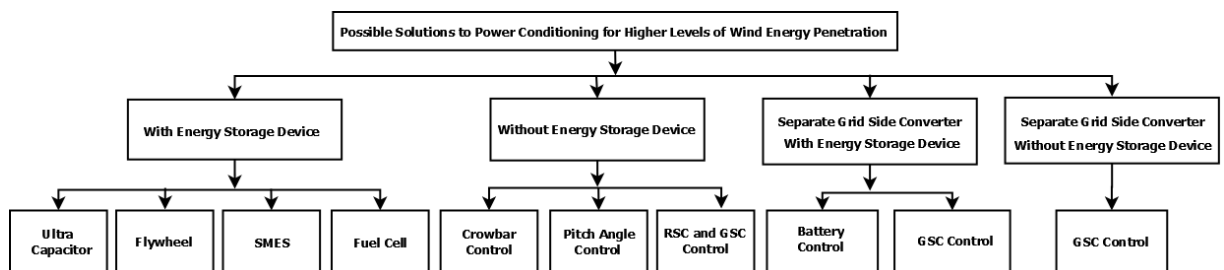 Possible Solutions to Power Conditioning for Higher Levels of Wind Energy Penetration
With Energy Storage Device
Without Energy Storage Device
Separate Grid Side Converter
With Energy Storage Device
Separate Grid Side Converter
Without Energy Storage Device
Ultra
Capacitor
Flywheel
SMES
Fuel Cell
Crowbar
Control
Pitch Angle
Control
RSC and GSC
Control
Battery
Control
GSC Control
GSC Control